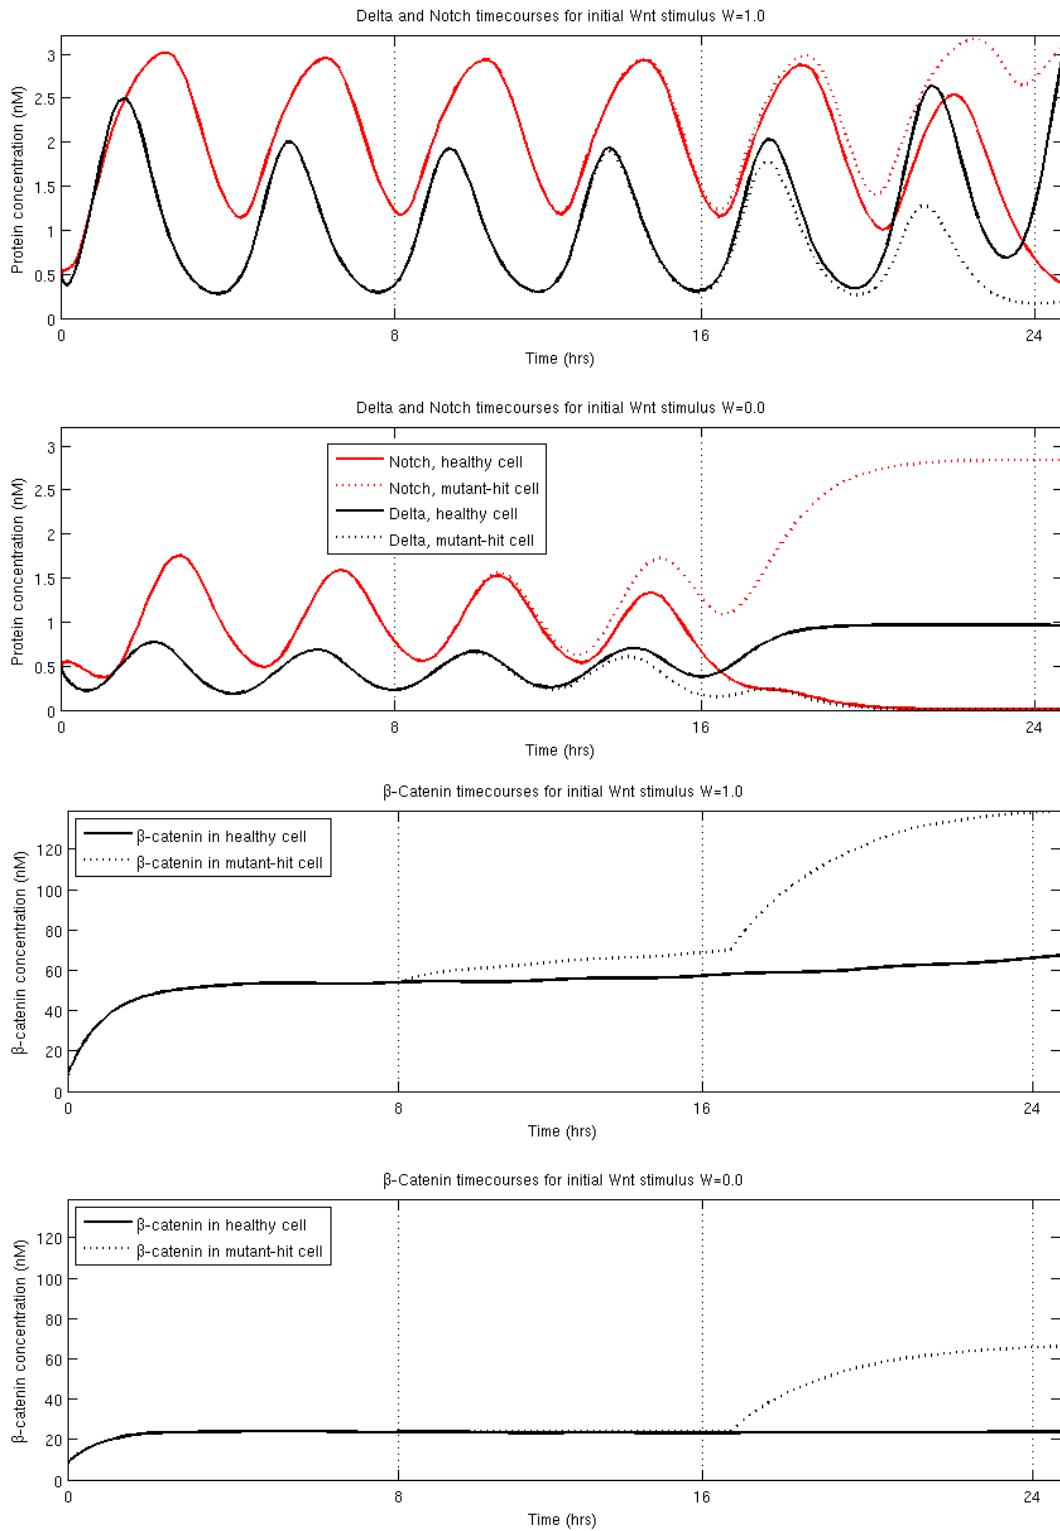 Delta and Notch timecourses for initial Wnt stimulus W=1.0
Protein concentration (nM)
3
2.5
2
1.5
1
0.5
0
0
8
16
24
Time (hrs)
Delta and Notch timecourses for initial Wnt stimulus W=0.0
Protein concentration (nM)
3
2.5
2
1.5
1
0.5
0
Notch, healthy cell
Notch, mutant-hit cell
Delta, healthy cell
Delta, mutant-hit cell
0
8
16
24
Time (hrs)
β-Catenin timecourses for initial Wnt stimulus W=1.0
β-catenin concentration (nM)
120
100
80
60
40
20
0
β-catenin in healthy cell
β-catenin in mutant-hit cell
0
8
16
24
Time (hrs)
β-Catenin timecourses for initial Wnt stimulus W=0.0
β-catenin concentration (nM)
120
100
80
60
40
20
0
β-catenin in healthy cell
β-catenin in mutant-hit cell
0
8
16
24
Time (hrs)